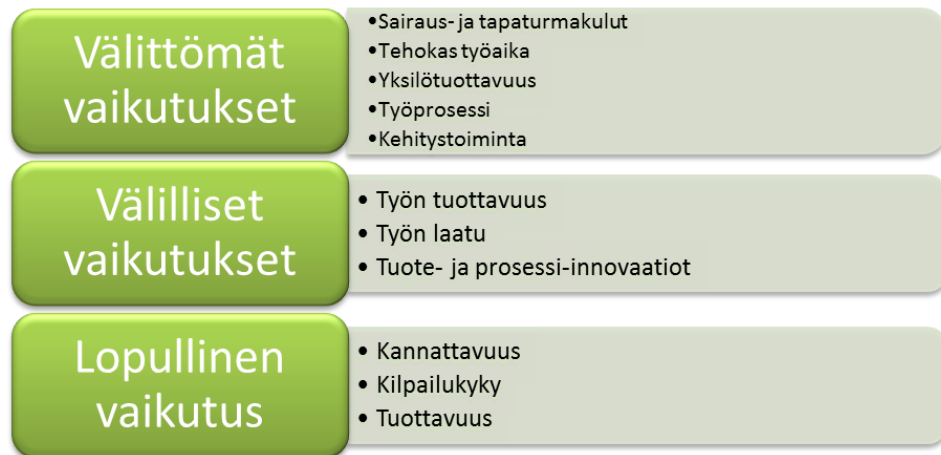 Välittömät
vaikutukset
•Sairaus- ja tapaturmakulut
•Tehokas työaika
•Yksilötuottavuus
•Työprosessi
•Kehitystoiminta
Välilliset
vaikutukset
• Työn tuottavuus
• Työn laatu
• Tuote- ja prosessi-innovaatiot
Lopullinen
vaikutus
• Kannattavuus
• Kilpailukyky
• Tuottavuus